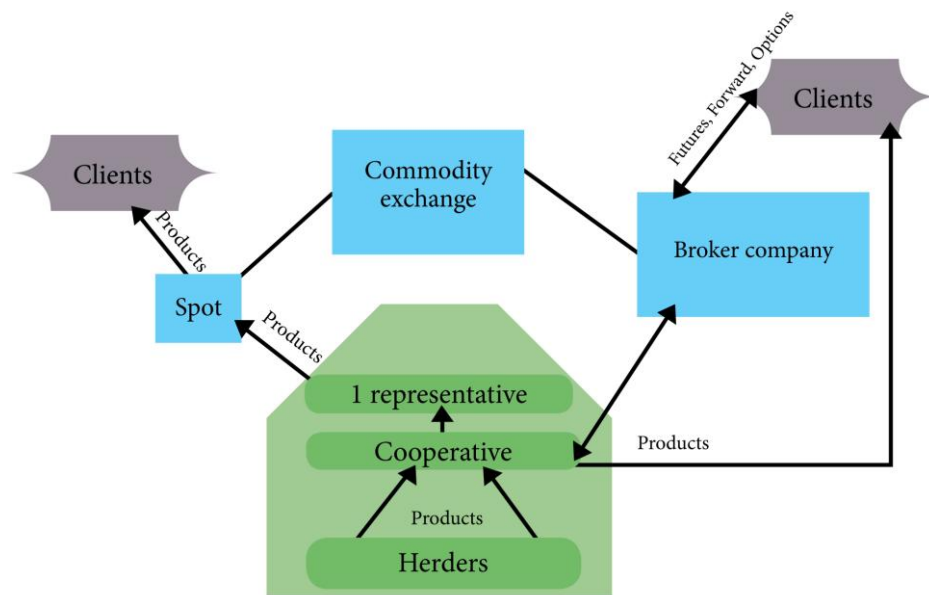 Futures, Forward, Options
Clients
Clients
Commodity
exchange
Products
Broker company
Spot
Products
1 representative
Cooperative
Products
Products
Herders